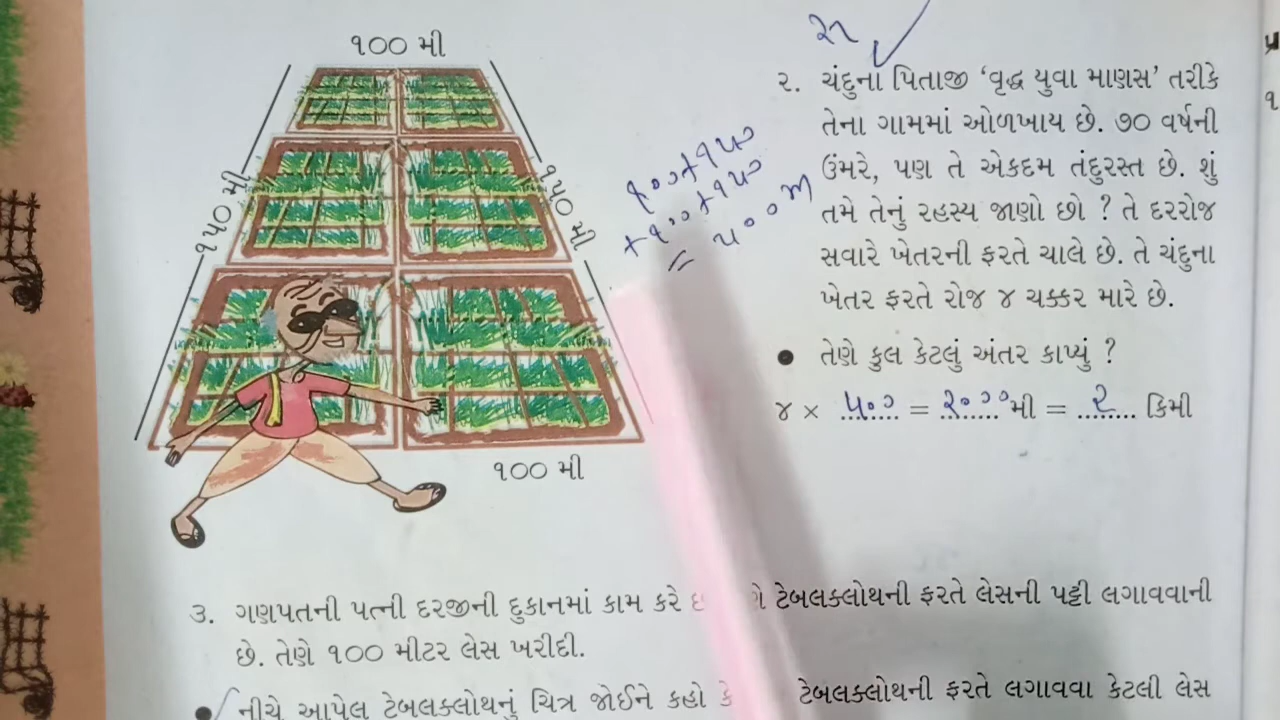 ૧૦૦ મી
૧૫૦ મી
૧૫૦ મી
૧૦૦ મી
૧૦૦+૧૫૦
+૧૦૦+૧૫૦
= ૫૦૦ મ
૨. ચંદુના પિતાજી ‘વૃદ્ધ યુવા માણસ’ તરીકે
તેના ગામમાં ઓળખાય છે. ૭૦ વર્ષની
ઉંમરે, પણ તે એકદમ તંદુરસ્ત છે. શું
તમે તેનું રહસ્ય જાણો છો ? તે દરરોજ
સવારે ખેતરની ફરતે ચાલે છે. તે ચંદુના
ખેતર ફરતે રોજ ૪ ચક્કર મારે છે.
● તેણે કુલ કેટલું અંતર કાપ્યું ?
૪ × ૫૦૦ = ૨૦૦૦ મી = ૨ કિમી
૩. ગણપતની પત્ની દરજીની દુકાનમાં કામ કરે ટેબલક્લોથની ફરતે લેસની પટ્ટી લગાવવાની
છે. તેણે ૧૦૦ મીટર લેસ ખરીદી.
● નીચે આપેલ ટેબલક્લોથનું ચિત્ર જોઈને કહો કે ટેબલક્લોથની ફરતે લગાવવા કેટલી લેસ